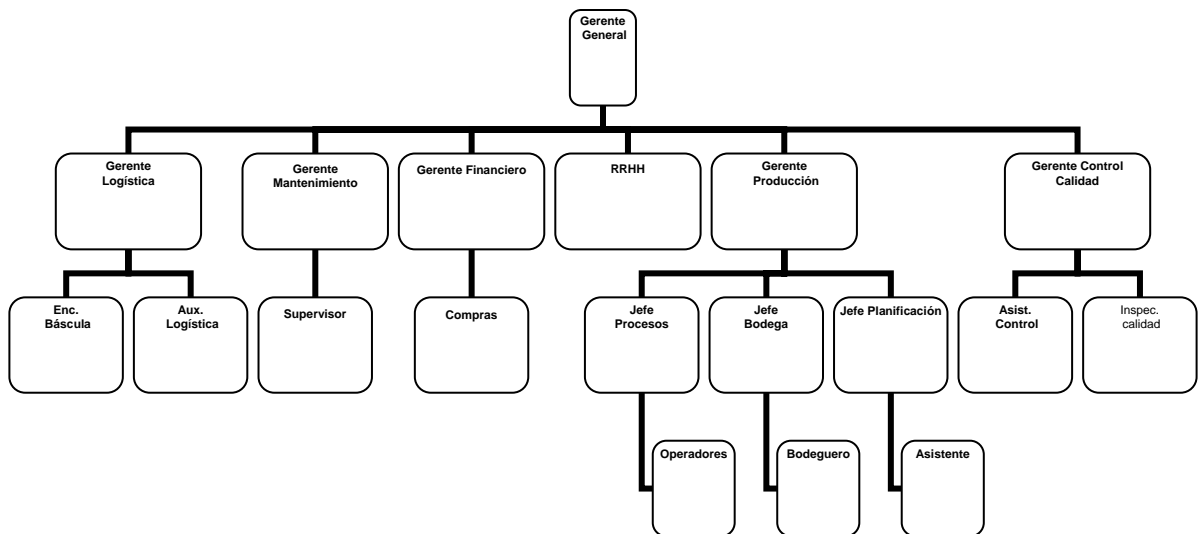 Gerente
General
Gerente
Logística
Gerente
Mantenimiento
Gerente Financiero
RRHH
Gerente
Producción
Gerente Control
Calidad
Enc.
Báscula
Aux.
Logística
Supervisor
Compras
Jefe
Procesos
Jefe
Bodega
Jefe Planificación
Asist.
Control
Inspec.
calidad
Operadores
Bodeguero
Asistente